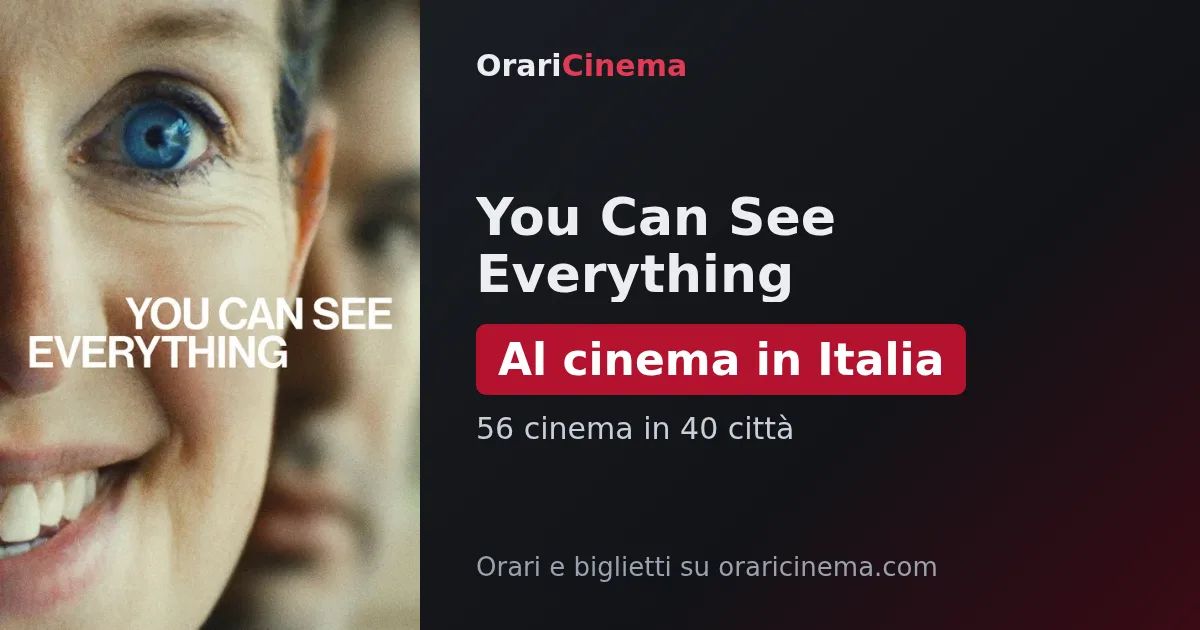 YOU CAN SEE
EVERYTHING
OrariCinema
You Can See
Everything
Al cinema in Italia
56 cinema in 40 città
Orari e biglietti su oraricinema.com